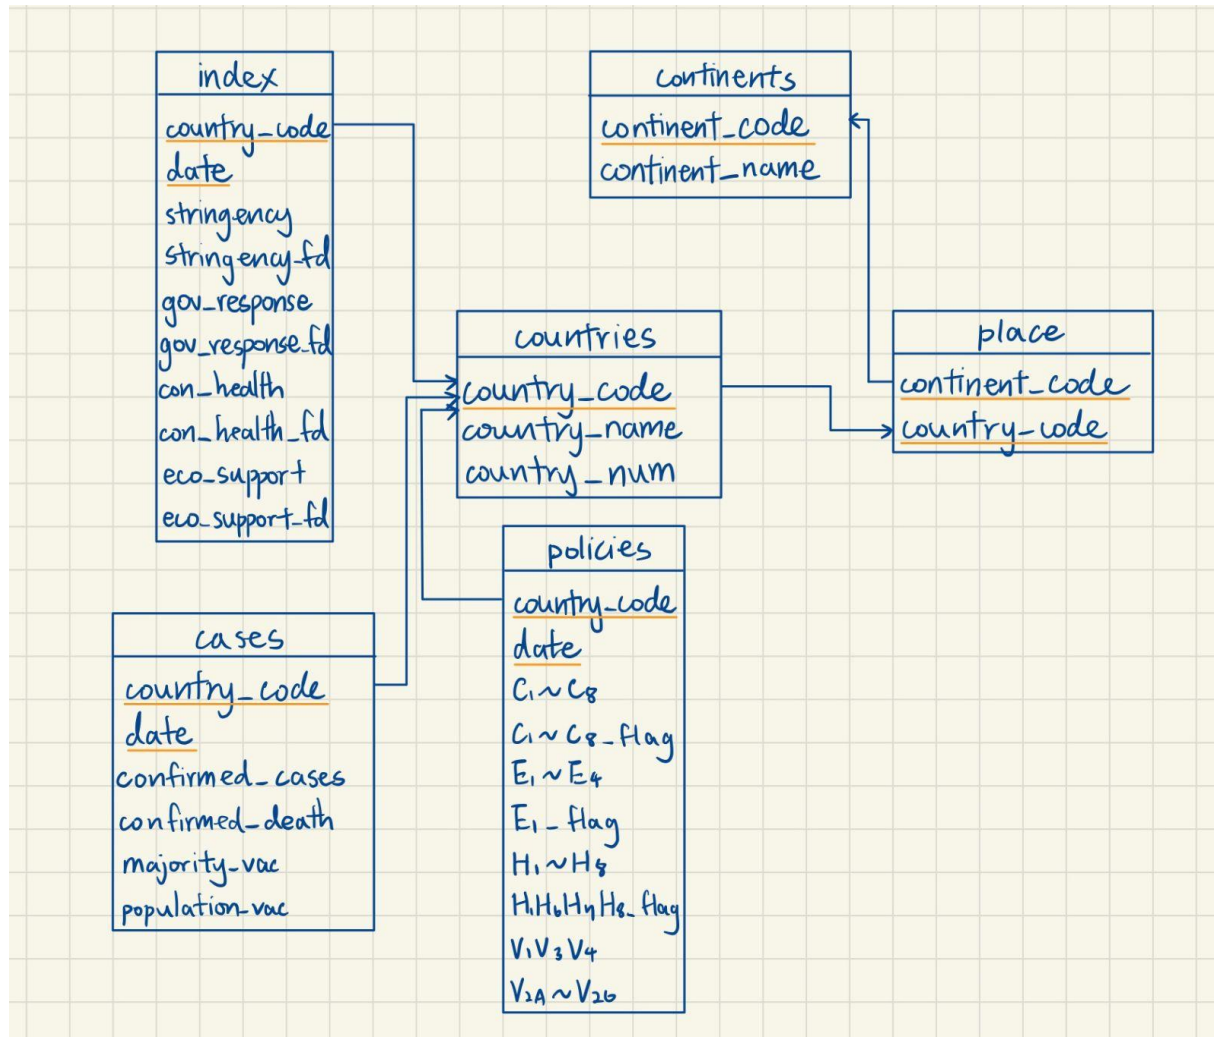 index
country_code
date
stringency
stringency_fd
gov_response
gov_response_fd
con_health
con_health_fd
eco_support
eco_support_fd
continents
continent_code
continent_name
countries
country_code
country_name
country_num
place
continent_code
country_code
cases
country_code
date
confirmed_cases
confirmed_death
majority_vac
population_vac
policies
country_code
date
C₁~C₈
C₁~C₈_flag
E₁~E₄
E₁_flag
H₁~H₈
H₁H₆H₇H₈_flag
V₁V₃V₄
V₂A~V₂G